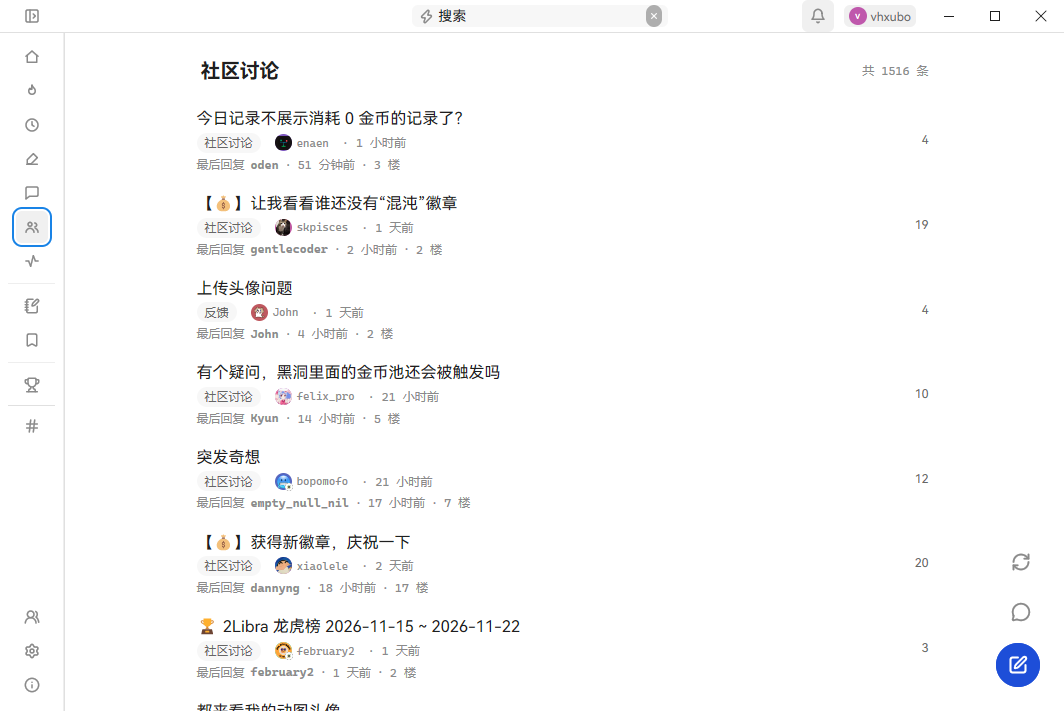 搜索
vhxubo
社区讨论
共 1516 条
今日记录不展示消耗 0 金币的记录了?
社区讨论 enaen · 1 小时前
4
最后回复 oden · 51 分钟前 · 3 楼
【💰】让我看看谁还没有“混沌”徽章
社区讨论 skpisces · 1 天前
19
最后回复 gentlecoder · 2 小时前 · 2 楼
上传头像问题
反馈 John · 1 天前
4
最后回复 John · 4 小时前 · 2 楼
有个疑问，黑洞里面的金币池还会被触发吗
社区讨论 felix_pro · 21 小时前
10
最后回复 Kyun · 14 小时前 · 5 楼
突发奇想
社区讨论 bopomofo · 21 小时前
12
最后回复 empty_null_nil · 17 小时前 · 7 楼
【💰】获得新徽章，庆祝一下
社区讨论 xiaolele · 2 天前
20
最后回复 dannyng · 18 小时前 · 17 楼
🏆 2Libra 龙虎榜 2026-11-15 ~ 2026-11-22
社区讨论 february2 · 1 天前
3
最后回复 february2 · 1 天前 · 2 楼
都来看我的动图头像